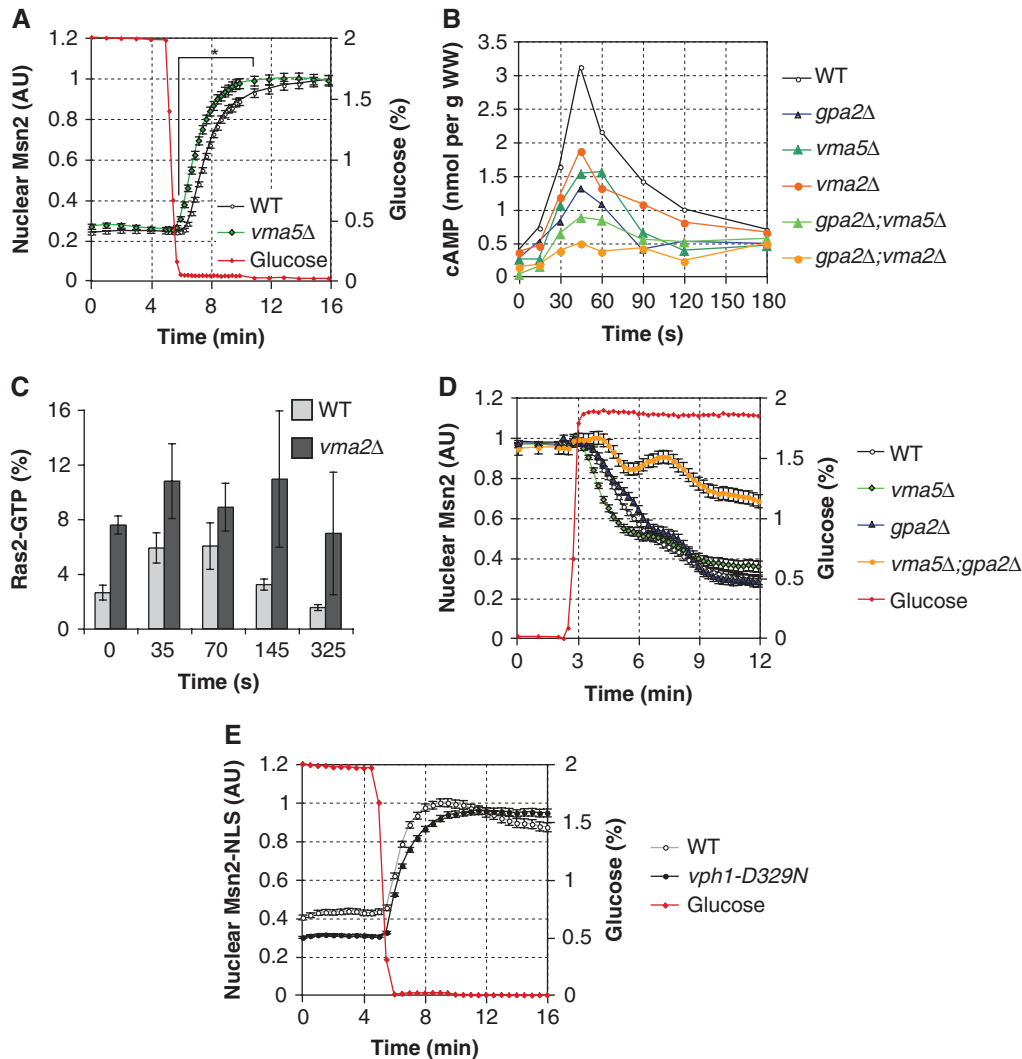 A
Nuclear Msn2 (AU)
1.2
1
0.8
0.6
0.4
0.2
0
*
2
1.5
1
0.5
0
Glucose (%)
WT
vma5Δ
Glucose
0 4 8 12 16
Time (min)
B
cAMP (nmol per g WW)
3.5
3
2.5
2
1.5
1
0.5
0
0 30 60 90 120 180
Time (s)
WT
gpa2Δ
vma5Δ
vma2Δ
gpa2Δ;vma5Δ
gpa2Δ;vma2Δ
C
Ras2-GTP (%)
16
12
8
4
0
WT
vma2Δ
0 35 70 145 325
Time (s)
D
Nuclear Msn2 (AU)
1.2
1
0.8
0.6
0.4
0.2
0
2
1.5
1
0.5
0
Glucose (%)
0 3 6 9 12
Time (min)
WT
vma5Δ
gpa2Δ
vma5Δ;gpa2Δ
Glucose
E
Nuclear Msn2-NLS (AU)
1.2
1
0.8
0.6
0.4
0.2
0
2
1.5
1
0.5
0
Glucose (%)
0 4 8 12 16
Time (min)
WT
vph1-D329N
Glucose